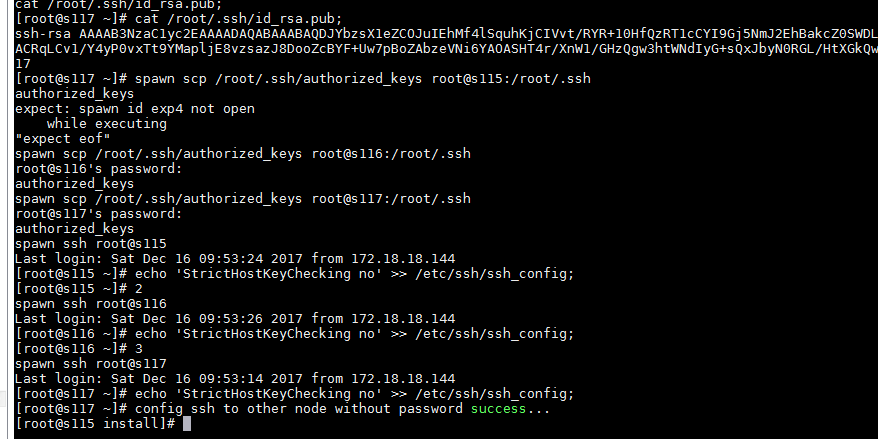 cat /root/.ssh/id_rsa.pub;
[root@s117 ~]# cat /root/.ssh/id_rsa.pub;
ssh-rsa AAAAB3NzaC1yc2EAAAADAQABAAABAQDJYbzsX1eZCOJuIEhMf4lSquhKjCIVvt/RYR+10HfQzRT1cCYI9Gj5NmJ2EhBakcZ0SWDL
ACRqLCv1/Y4yP0vxTt9YMapljE8vzsazJ8DooZcBYF+Uw7pBoZAbzeVNi6YAOASHT4r/XnW1/GHzQgw3htWNdIyG+sQxJbyN0RGL/HtXGkQw
17
[root@s117 ~]# spawn scp /root/.ssh/authorized_keys root@s115:/root/.ssh
authorized_keys
expect: spawn id exp4 not open
while executing
"expect eof"
spawn scp /root/.ssh/authorized_keys root@s116:/root/.ssh
root@s116's password:
authorized_keys
spawn scp /root/.ssh/authorized_keys root@s117:/root/.ssh
root@s117's password:
authorized_keys
spawn ssh root@s115
Last login: Sat Dec 16 09:53:24 2017 from 172.18.18.144
[root@s115 ~]# echo 'StrictHostKeyChecking no' >> /etc/ssh/ssh_config;
[root@s115 ~]# 2
spawn ssh root@s116
Last login: Sat Dec 16 09:53:26 2017 from 172.18.18.144
[root@s116 ~]# echo 'StrictHostKeyChecking no' >> /etc/ssh/ssh_config;
[root@s116 ~]# 3
spawn ssh root@s117
Last login: Sat Dec 16 09:53:14 2017 from 172.18.18.144
[root@s117 ~]# echo 'StrictHostKeyChecking no' >> /etc/ssh/ssh_config;
[root@s117 ~]# config ssh to other node without password success...
[root@s115 install]#